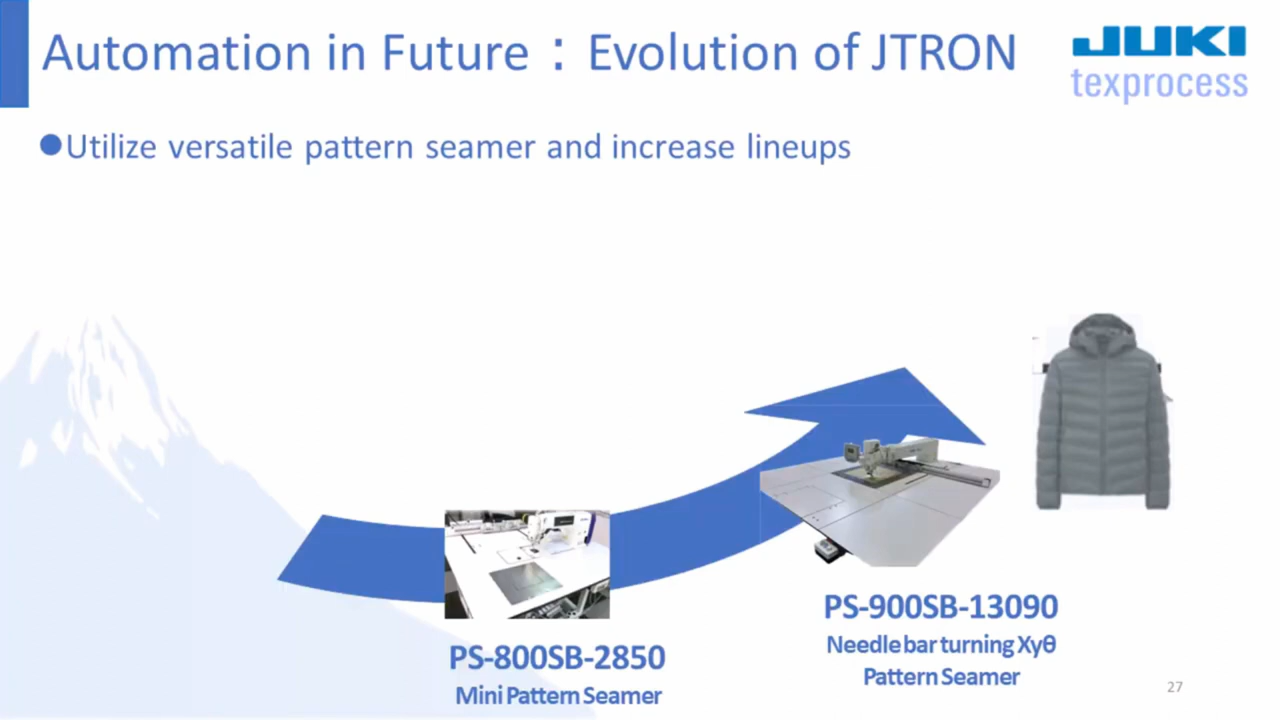 Automation in Future：Evolution of JTRON
JUKI
texprocess
●Utilize versatile pattern seamer and increase lineups
PS-800SB-2850
Mini Pattern Seamer
PS-900SB-13090
Needle bar turning Xyθ
Pattern Seamer
27